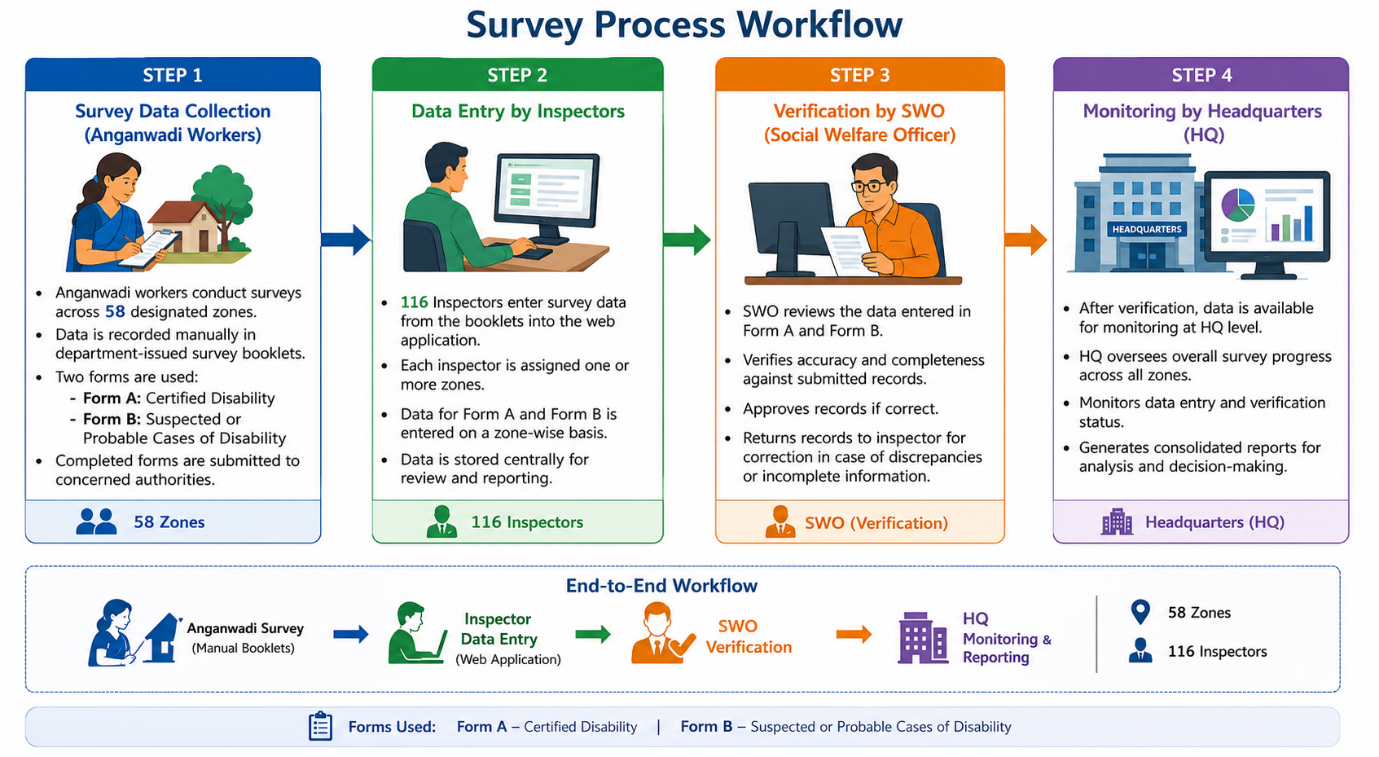 Survey Process Workflow
STEP 1
Survey Data Collection
(Anganwadi Workers)
• Anganwadi workers conduct surveys
across 58 designated zones.
• Data is recorded manually in
department-issued survey booklets.
• Two forms are used:
- Form A: Certified Disability
- Form B: Suspected or
Probable Cases of Disability
• Completed forms are submitted to
concerned authorities.
58 Zones
STEP 2
Data Entry by Inspectors
• 116 Inspectors enter survey data
from the booklets into the web
application.
• Each inspector is assigned one or
more zones.
• Data for Form A and Form B is
entered on a zone-wise basis.
• Data is stored centrally for
review and reporting.
116 Inspectors
STEP 3
Verification by SWO
(Social Welfare Officer)
• SWO reviews the data entered in
Form A and Form B.
• Verifies accuracy and completeness
against submitted records.
• Approves records if correct.
• Returns records to inspector for
correction in case of discrepancies
or incomplete information.
SWO (Verification)
STEP 4
Monitoring by Headquarters
(HQ)
HEADQUARTERS
• After verification, data is available
for monitoring at HQ level.
• HQ oversees overall survey progress
across all zones.
• Monitors data entry and verification
status.
• Generates consolidated reports for
analysis and decision-making.
Headquarters (HQ)
End-to-End Workflow
Anganwadi Survey
(Manual Booklets)
Inspector
Data Entry
(Web Application)
SWO
Verification
HQ
Monitoring &
Reporting
58 Zones
116 Inspectors
Forms Used: Form A – Certified Disability | Form B – Suspected or Probable Cases of Disability